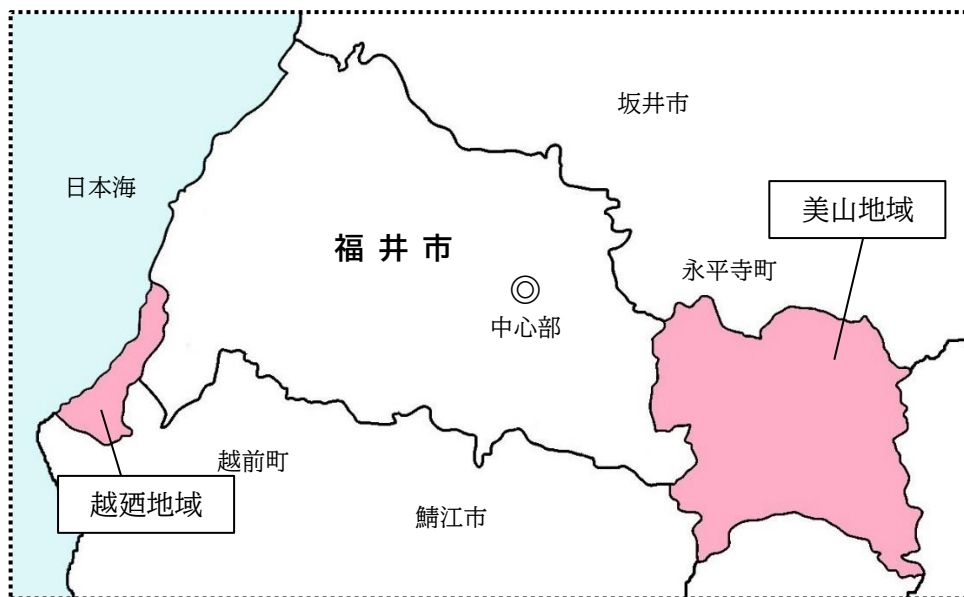 坂井市
日本海
美山地域
福井市
永平寺町
中心部
越前町
越廼地域
鯖江市